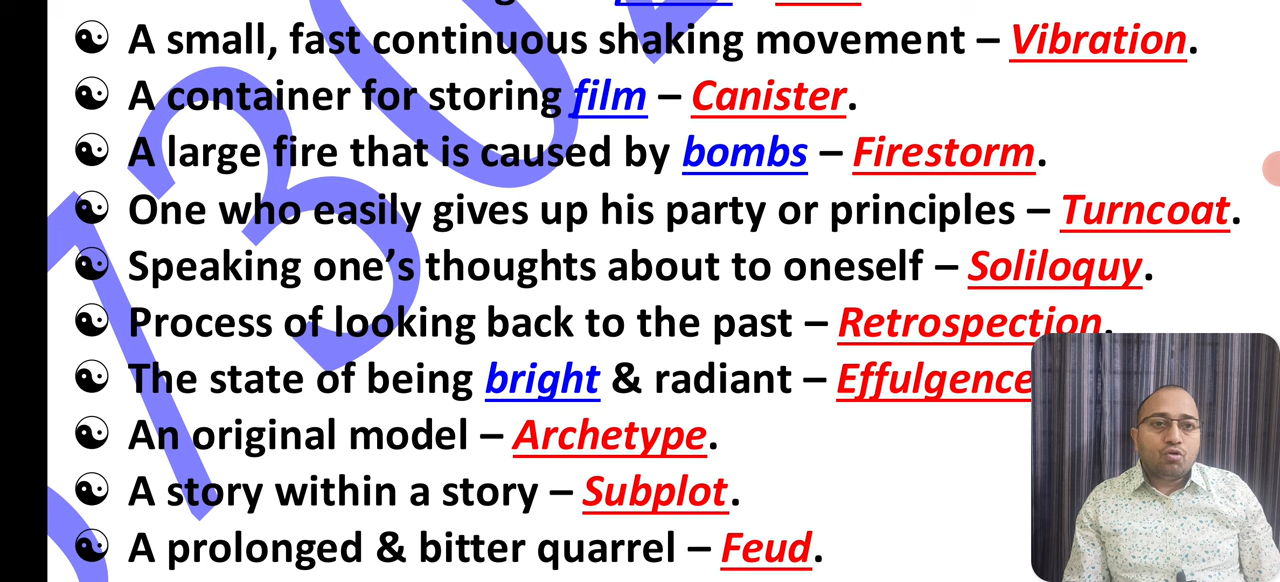 ☯ A small, fast continuous shaking movement – Vibration.
☯ A container for storing film – Canister.
☯ A large fire that is caused by bombs – Firestorm.
☯ One who easily gives up his party or principles – Turncoat.
☯ Speaking one's thoughts about to oneself – Soliloquy.
☯ Process of looking back to the past – Retrospection.
☯ The state of being bright & radiant – Effulgence
☯ An original model – Archetype.
☯ A story within a story – Subplot.
☯ A prolonged & bitter quarrel – Feud.